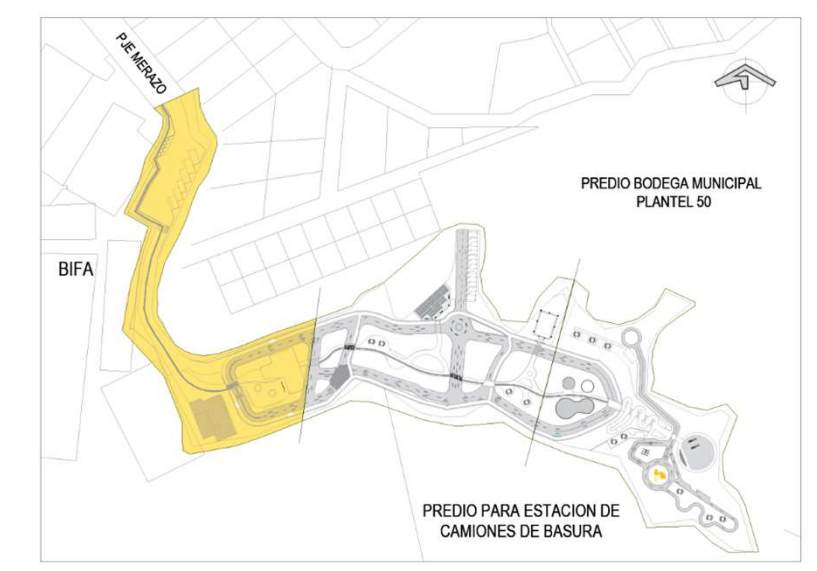 PJE MERAZO
PREDIO BODEGA MUNICIPAL
PLANTEL 50
BIFA
PREDIO PARA ESTACION DE
CAMIONES DE BASURA